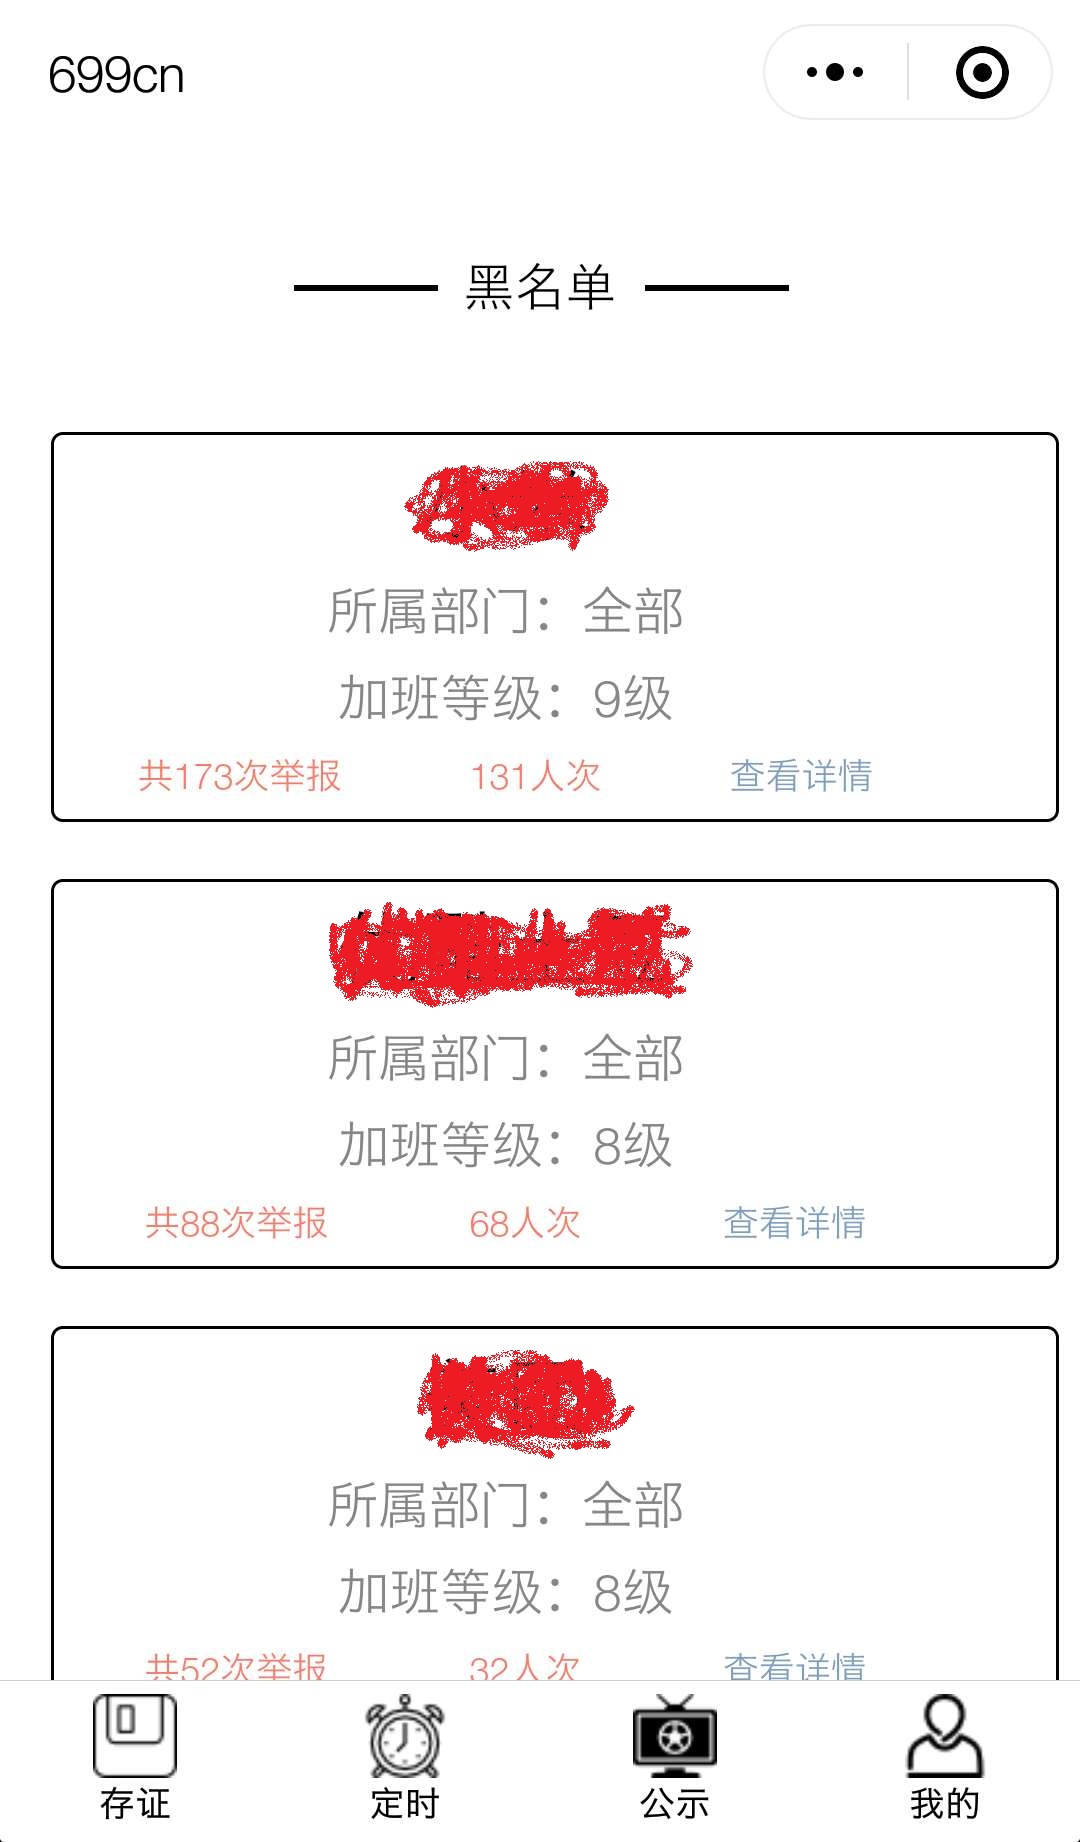 699cn
黑名单
所属部门：全部
加班等级：9级
共173次举报 131人次 查看详情
所属部门：全部
加班等级：8级
共88次举报 68人次 查看详情
所属部门：全部
加班等级：8级
共52次举报 32人次 查看详情
存证 定时 公示 我的